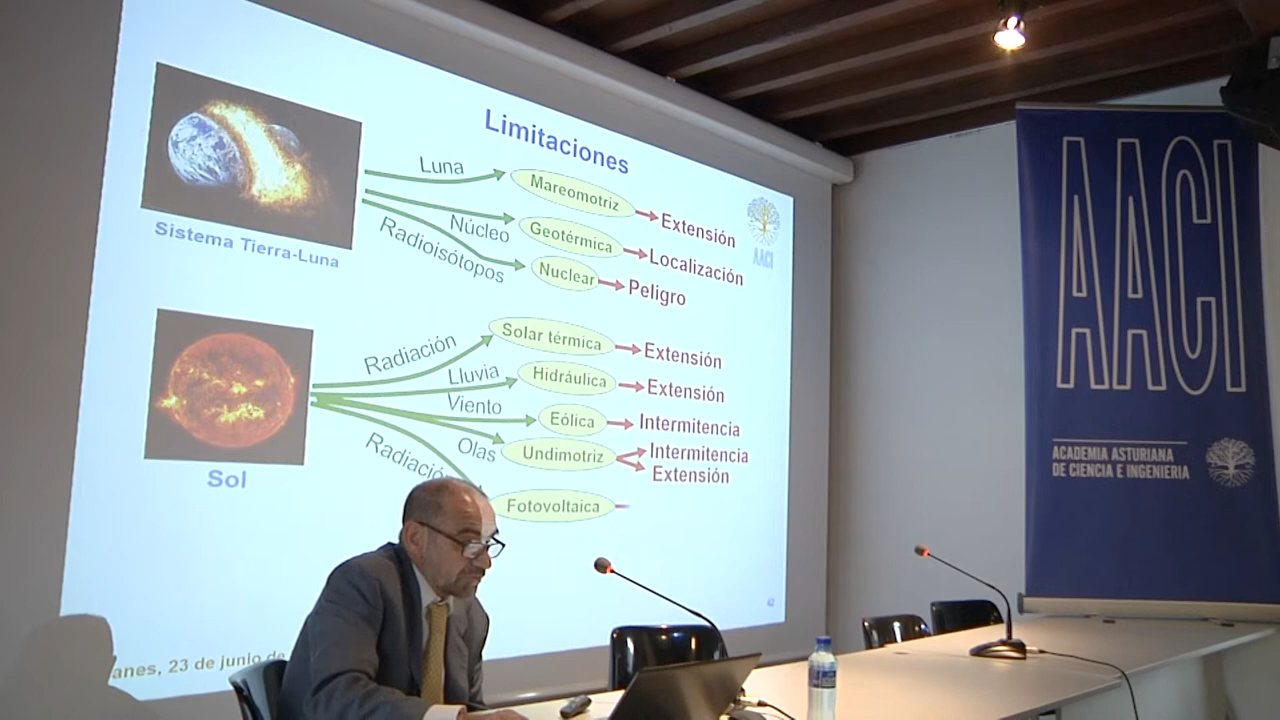 Limitaciones
Luna
Mareomotriz
Extensión
Núcleo
Geotérmica
Localización
Radioisótopos
Nuclear
Peligro
Sistema Tierra-Luna
AACI
Radiación
Solar térmica
Extensión
Lluvia
Hidráulica
Extensión
Viento
Eólica
Intermitencia
Olas
Undimotriz
Intermitencia
Extensión
Radiació
Fotovoltaica
Sol
42
anes, 23 de junio de
AACI
ACADEMIA ASTURIANA
DE CIENCIA E INGENIERIA